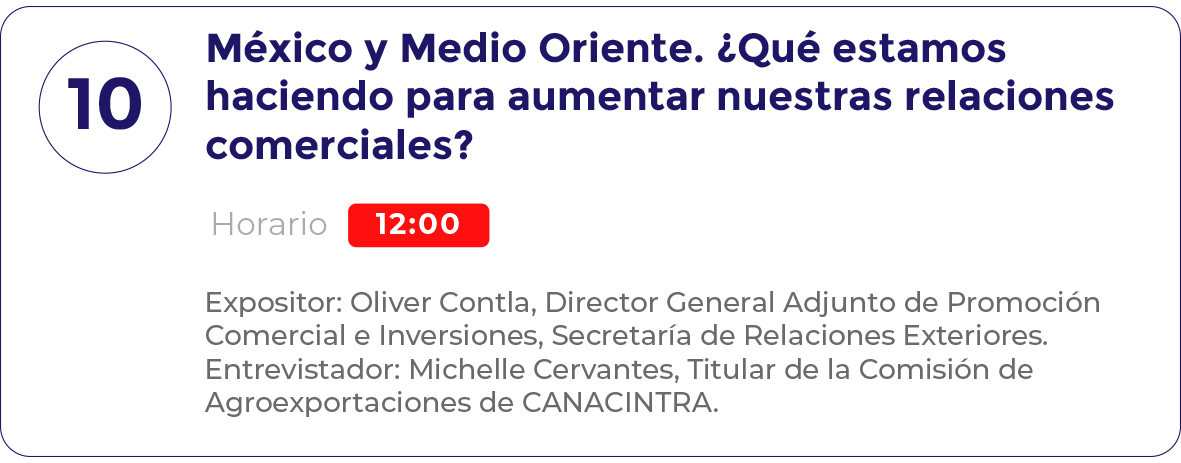 10
México y Medio Oriente. ¿Qué estamos
haciendo para aumentar nuestras relaciones
comerciales?
Horario 12:00
Expositor: Oliver Contla, Director General Adjunto de Promoción
Comercial e Inversiones, Secretaría de Relaciones Exteriores.
Entrevistador: Michelle Cervantes, Titular de la Comisión de
Agroexportaciones de CANACINTRA.